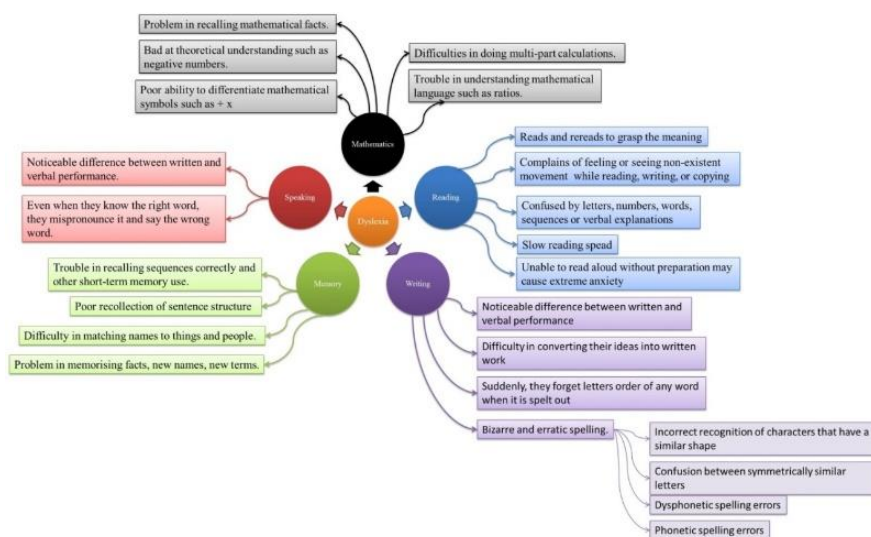 Problem in recalling mathematical facts.
Bad at theoretical understanding such as
negative numbers.
Poor ability to differentiate mathematical
symbols such as + x
Difficulties in doing multi-part calculations.
Trouble in understanding mathematical
language such as ratios.
Mathematics
Noticeable difference between written and
verbal performance.
Even when they know the right word,
they mispronounce it and say the wrong
word.
Speaking
Dyslexia
Reading
Reads and rereads to grasp the meaning
Complains of feeling or seeing non-existent
movement while reading, writing, or copying
Confused by letters, numbers, words,
sequences or verbal explanations
Slow reading spead
Unable to read aloud without preparation may
cause extreme anxiety
Trouble in recalling sequences correctly and
other short-term memory use.
Poor recollection of sentence structure
Difficulty in matching names to things and people.
Problem in memorising facts, new names, new terms.
Memory
Writing
Noticeable difference between written and
verbal performance
Difficulty in converting their ideas into written
work
Suddenly, they forget letters order of any word
when it is spelt out
Bizarre and erratic spelling.
Incorrect recognition of characters that have a
similar shape
Confusion between symmetrically similar
letters
Dysphonetic spelling errors
Phonetic spelling errors